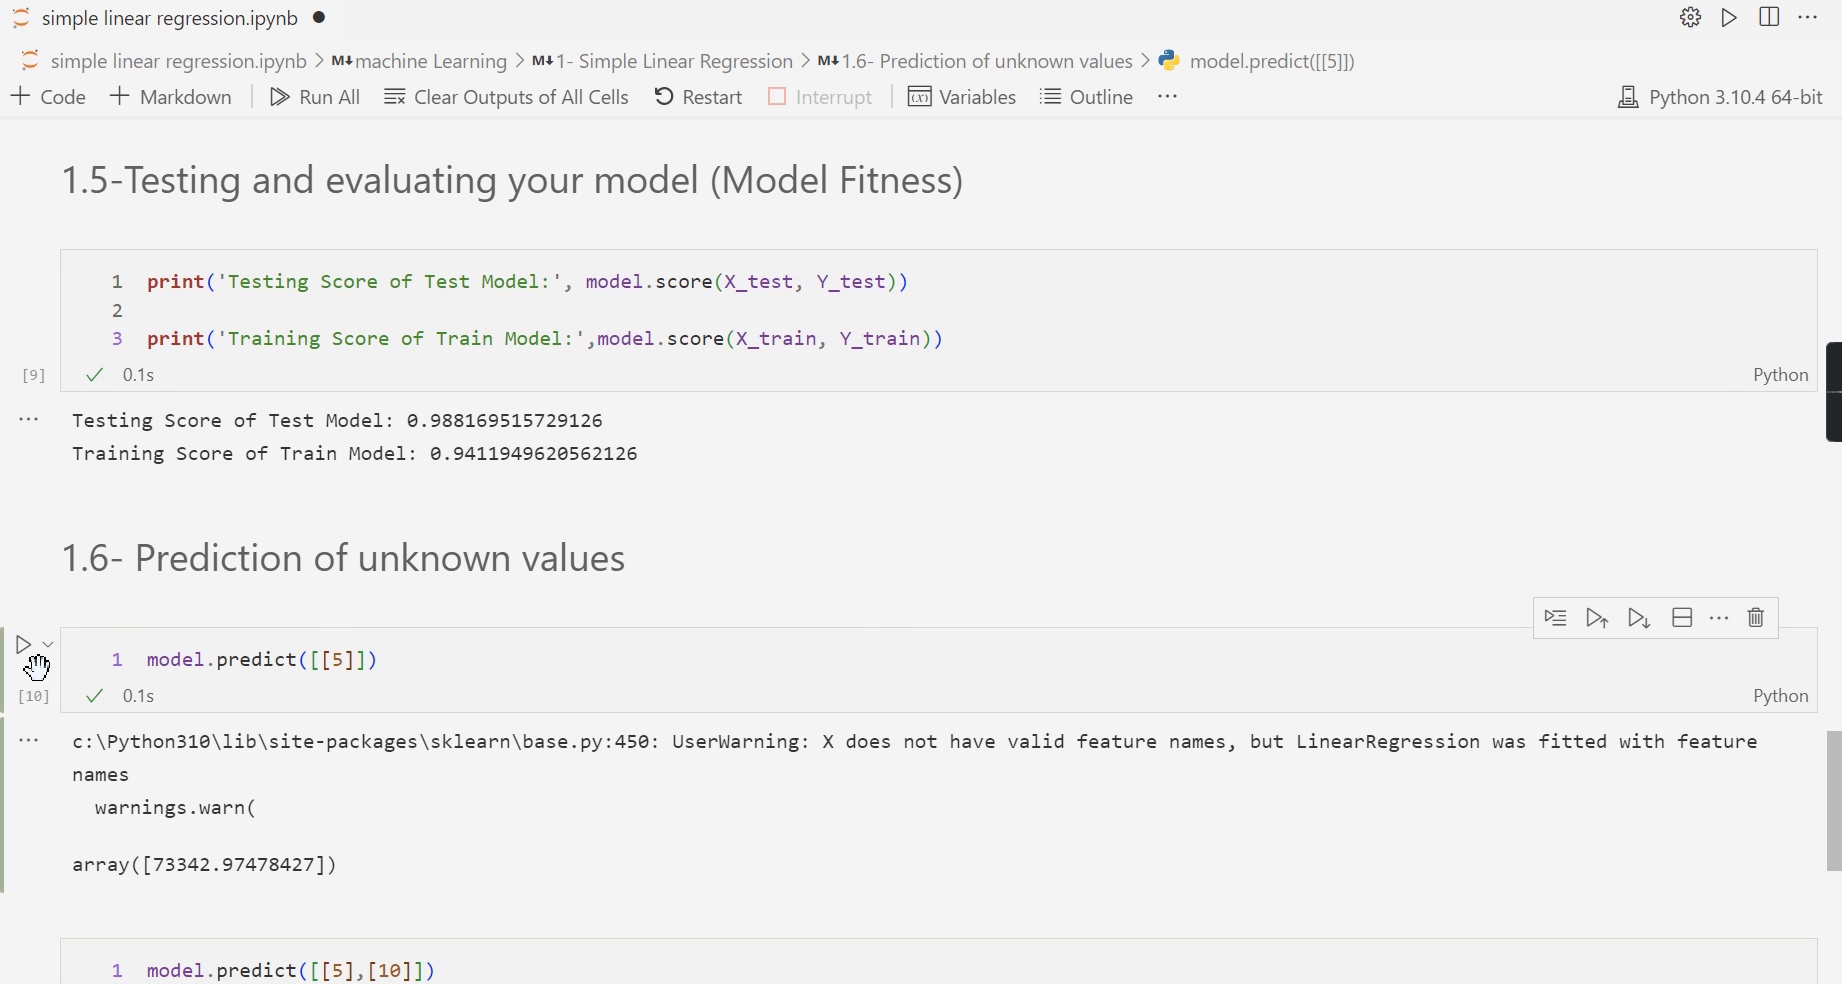 simple linear regression.ipynb
simple linear regression.ipynb > M↓machine Learning > M↓1- Simple Linear Regression > M↓1.6- Prediction of unknown values > model.predict([[5]])
+ Code + Markdown Run All Clear Outputs of All Cells Restart Interrupt Variables Outline ... Python 3.10.4 64-bit
1.5-Testing and evaluating your model (Model Fitness)
1 print('Testing Score of Test Model:', model.score(X_test, Y_test))
2
3 print('Training Score of Train Model:',model.score(X_train, Y_train))
[9] ✓ 0.1s Python
... Testing Score of Test Model: 0.988169515729126
Training Score of Train Model: 0.9411949620562126
1.6- Prediction of unknown values
1 model.predict([[5]])
[10] ✓ 0.1s Python
... c:\Python310\lib\site-packages\sklearn\base.py:450: UserWarning: X does not have valid feature names, but LinearRegression was fitted with feature
names
warnings.warn(
array([73342.97478427])
1 model.predict([[5],[10]])